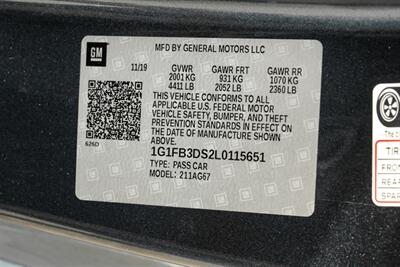 GM
MFD BY GENERAL MOTORS LLC
11/19 GVWR GAWR FRT GAWR RR
2001 KG 931 KG 1070 KG
4411 LB 2052 LB 2360 LB
THIS VEHICLE CONFORMS TO ALL
APPLICABLE U.S. FEDERAL MOTOR
VEHICLE SAFETY, BUMPER, AND THEFT
PREVENTION STANDARDS IN EFFECT ON
THE DATE OF MANUFACTURE SHOWN
ABOVE.
626D
1G1FB3DS2L0115651
TYPE: PASS CAR
MODEL: 211AG67
TIR